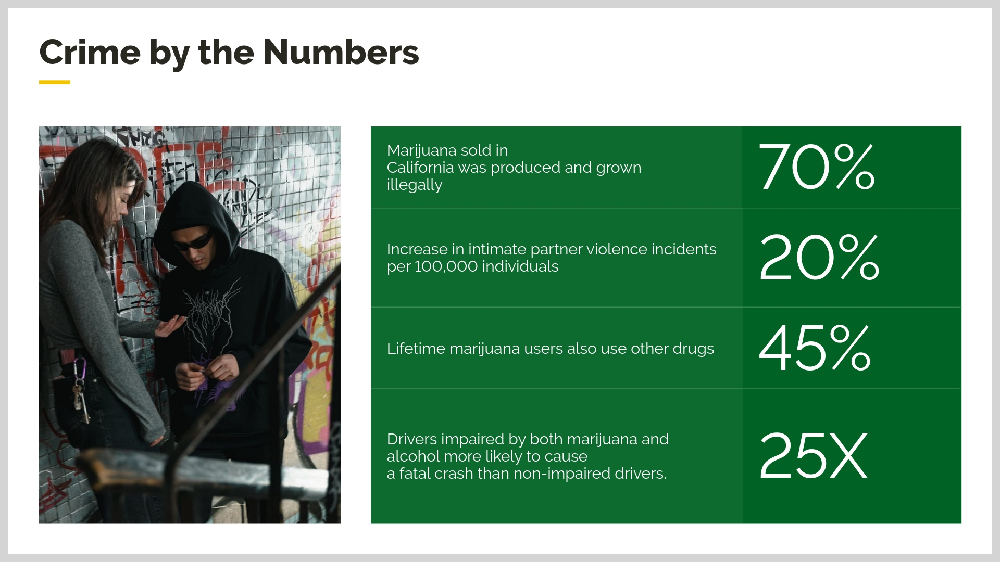 Crime by the Numbers
Marijuana sold in
California was produced and grown
illegally
70%
Increase in intimate partner violence incidents
per 100,000 individuals
20%
Lifetime marijuana users also use other drugs
45%
Drivers impaired by both marijuana and
alcohol more likely to cause
a fatal crash than non-impaired drivers.
25X